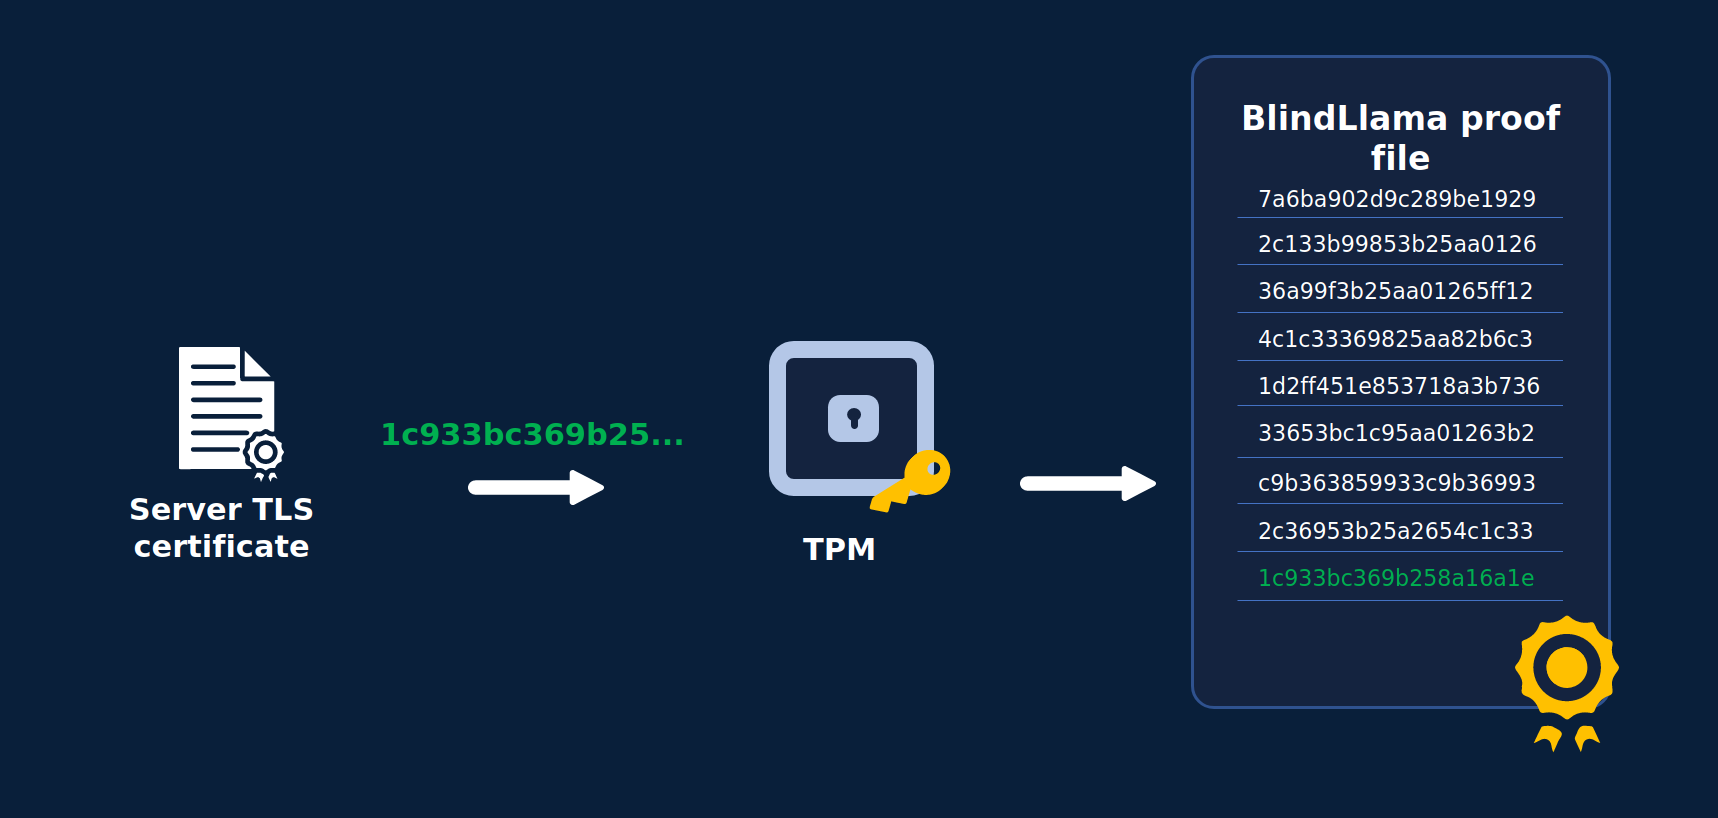 Server TLS
certificate
1c933bc369b25...
TPM
BlindLlama proof
file
7a6ba902d9c289be1929
2c133b99853b25aa0126
36a99f3b25aa01265ff12
4c1c33369825aa82b6c3
1d2ff451e853718a3b736
33653bc1c95aa01263b2
c9b363859933c9b36993
2c36953b25a2654c1c33
1c933bc369b258a16a1e